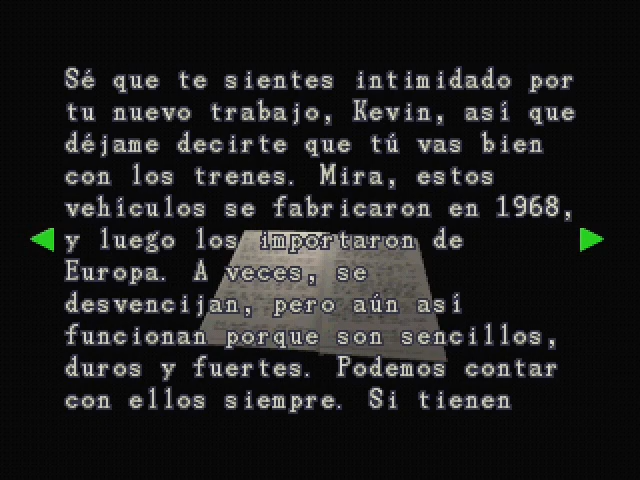 Sé que te sientes intimidado por
tu nuevo trabajo, Kevin, así que
déjame decirte que tú vas bien
con los trenes. Mira, estos
vehículos se fabricaron en 1968,
y luego los importaron de
Europa. A veces, se
desvencijan, pero aún así
funcionan porque son sencillos,
duros y fuertes. Podemos contar
con ellos siempre. Si tienen